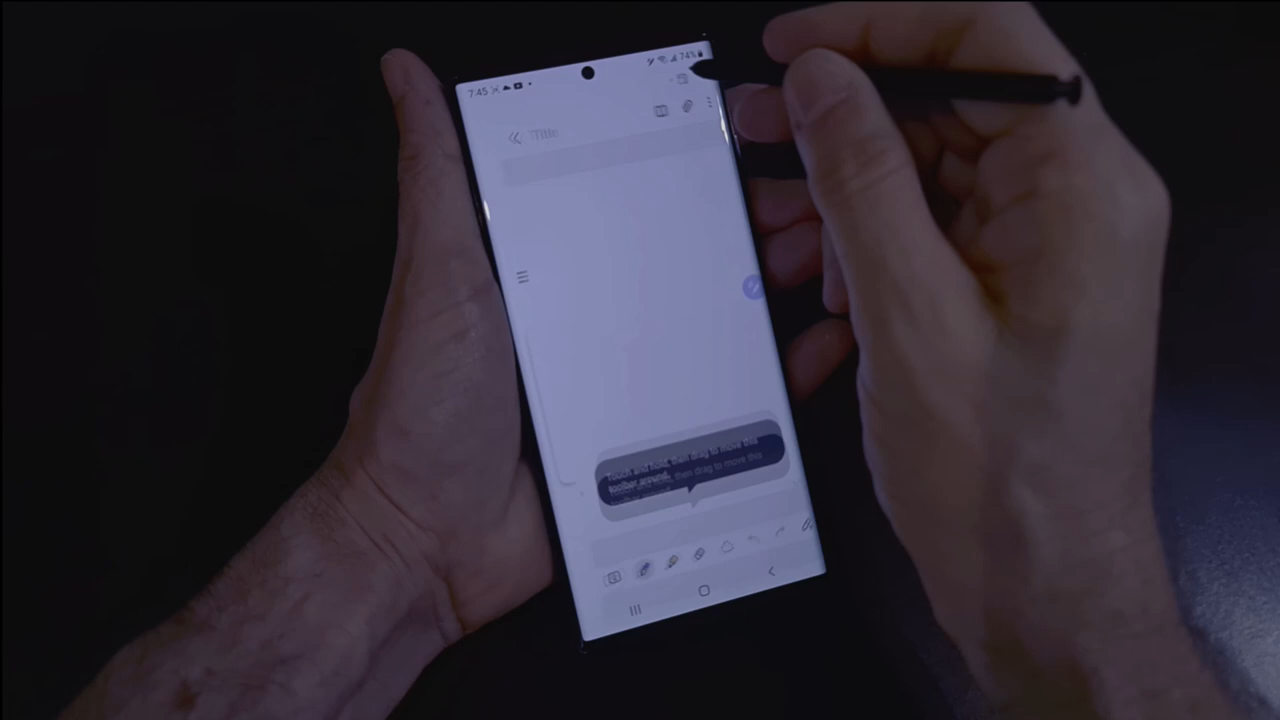 7:45
74%
Title
Touch and hold, then drag to move this
toolbar around.